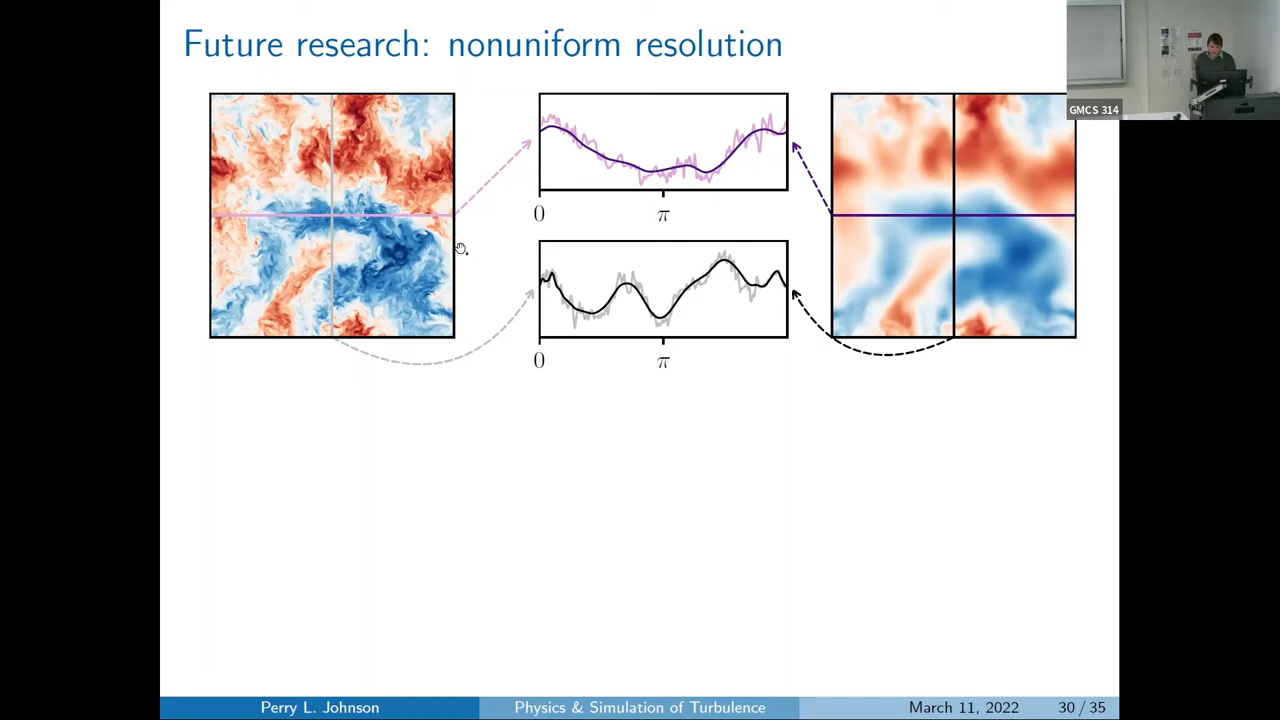 Future research: nonuniform resolution
GMCS 314
0
π
0
π
Perry L. Johnson
Physics & Simulation of Turbulence
March 11, 2022
30 / 35